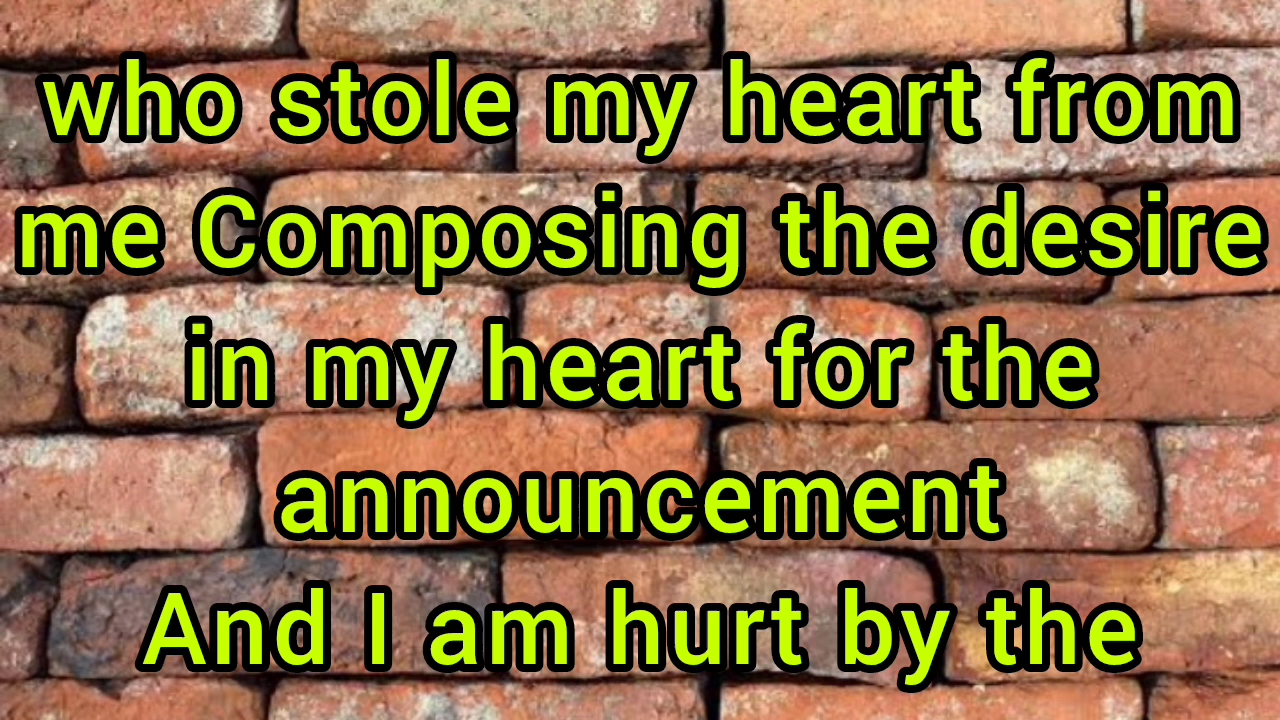 who stole my heart from
me Composing the desire
in my heart for the
announcement
And I am hurt by the